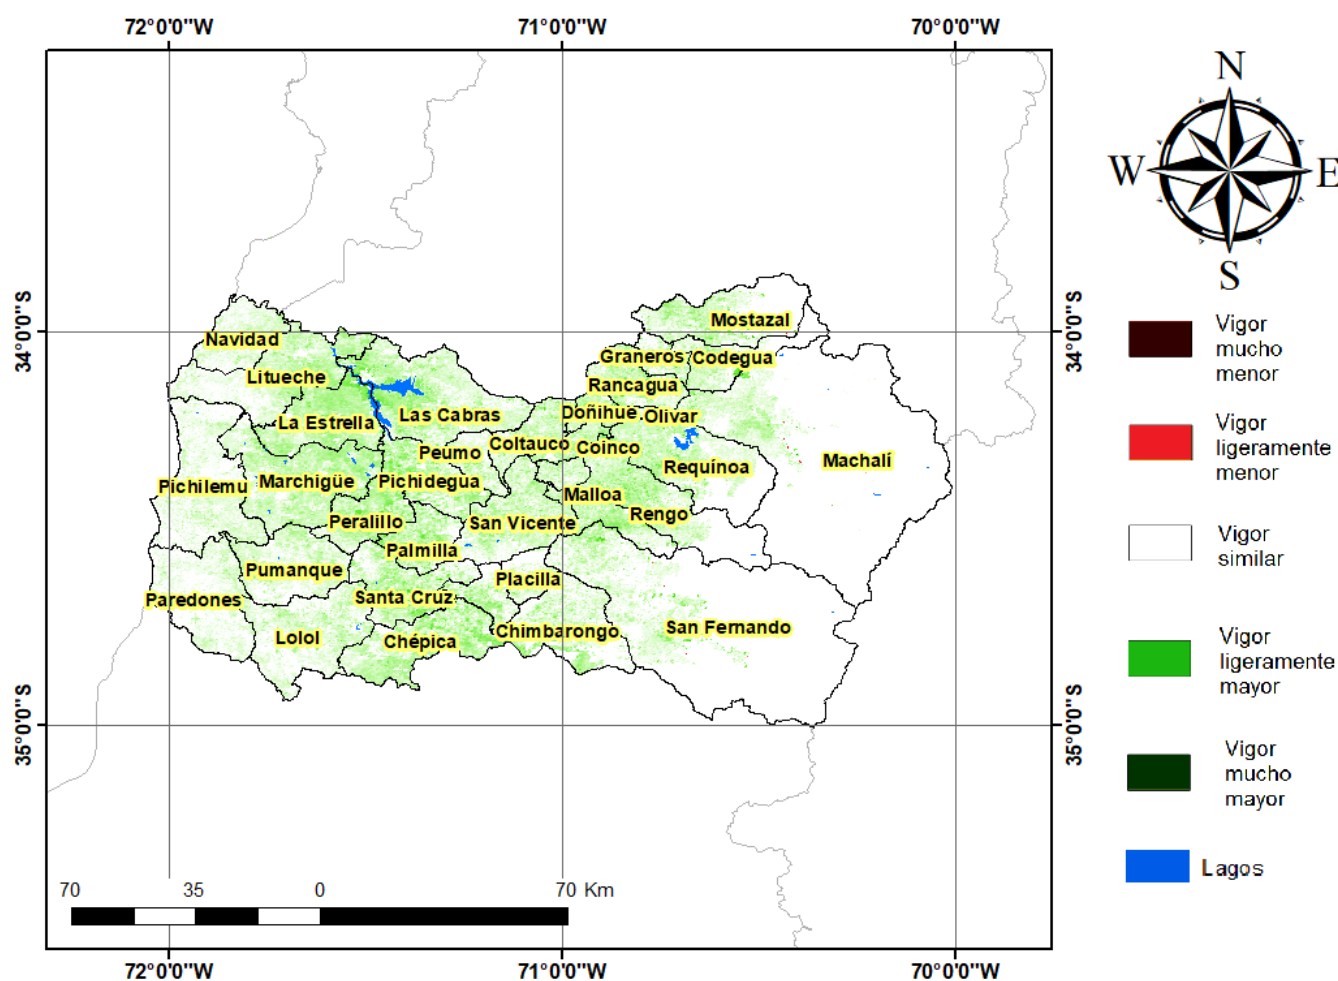 72°0'0"W
71°0'0"W
70°0'0"W
N
W
E
S
34°0'0"S
34°0'0"S
35°0'0"S
35°0'0"S
Mostazal
Navidad
Graneros
Codegua
Litueche
Rancagua
La Estrella
Las Cabras
Doñihue
Olivar
Coltauco
Coinco
Peumo
Requínoa
Machalí
Pichilemu
Marchigüe
Pichidegua
Malloa
Rengo
Peralillo
San Vicente
Palmilla
Pumanque
Placilla
Paredones
Santa Cruz
Lolol
Chépica
Chimbarongo
San Fernando
Vigor
mucho
menor
Vigor
ligeramente
menor
Vigor
similar
Vigor
ligeramente
mayor
Vigor
mucho
mayor
Lagos
70
35
0
70 Km
72°0'0"W
71°0'0"W
70°0'0"W